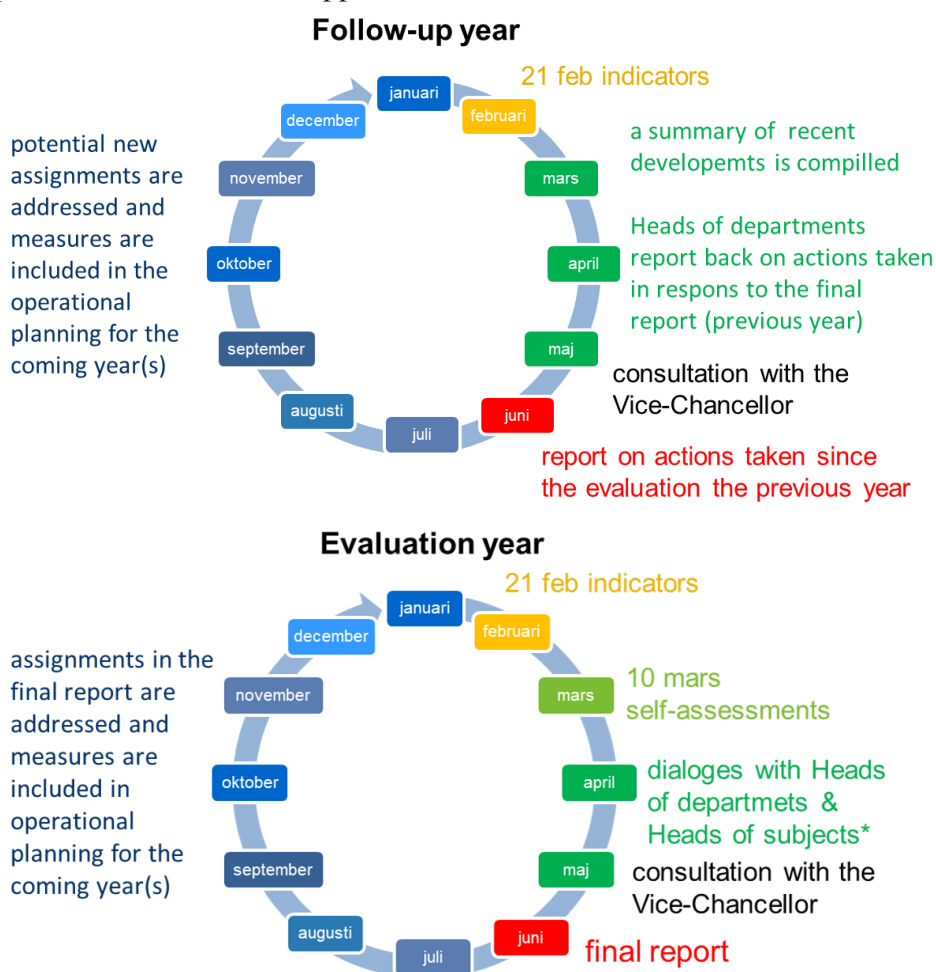 Follow-up year
januari
21 feb indicators
februari
december
a summary of recent
developemts is compilled
mars
potential new
assignments are
addressed and
measures are
included in the
operational
planning for the
coming year(s)
november
Heads of departments
report back on actions taken
in respons to the final
report (previous year)
april
oktober
maj
september
consultation with the
Vice-Chancellor
juni
augusti
juli
report on actions taken since
the evaluation the previous year
Evaluation year
januari
21 feb indicators
februari
december
10 mars
self-assessments
mars
assignments in the
final report are
addressed and
measures are
included in
operational
planning for the
coming year(s)
november
dialoges with Heads
of departmets &
Heads of subjects*
april
oktober
maj
september
consultation with the
Vice-Chancellor
juni
augusti
juli
final report